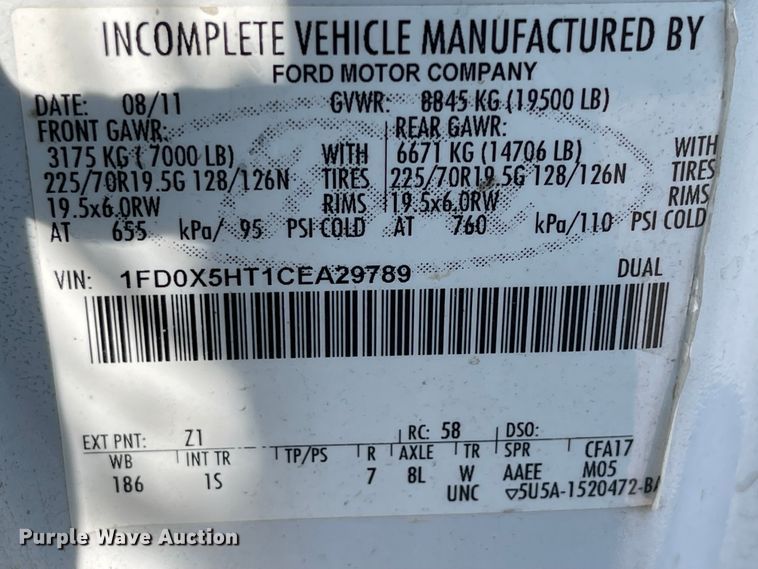 INCOMPLETE VEHICLE MANUFACTURED BY
FORD MOTOR COMPANY
DATE: 08/11 GVWR: 8845 KG (19500 LB)
FRONT GAWR: REAR GAWR:
3175 KG ( 7000 LB) WITH 6671 KG (14706 LB) WITH
225/70R19.5G 128/126N TIRES 225/70R19.5G 128/126N TIRES
19.5x6.0RW RIMS 19.5x6.0RW RIMS
AT 655 kPa/ 95 PSI COLD AT 760 kPa/110 PSI COLD
VIN: 1FD0X5HT1CEA29789 DUAL
EXT PNT: Z1 RC: 58 DSO:
WB INT TR TP/PS R AXLE TR SPR CFA17
186 1S 7 8L W AAEE M05
UNC ▽5U5A-1520472-BA
Purple Wave Auction